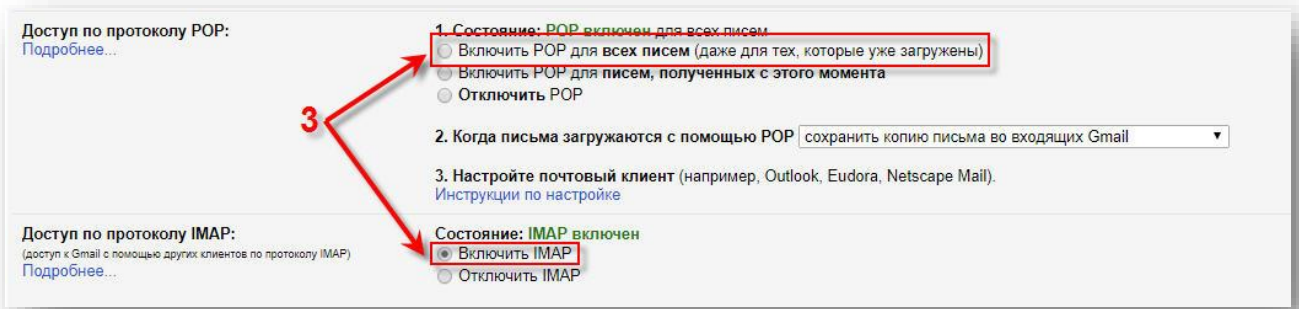 Доступ по протоколу POP:
Подробнее...
1. Состояние: POP включен для всех писем
Включить POP для всех писем (даже для тех, которые уже загружены)
Включить POP для писем, полученных с этого момента
Отключить POP
3
2. Когда письма загружаются с помощью POP сохранить копию письма во входящих Gmail
3. Настройте почтовый клиент (например, Outlook, Eudora, Netscape Mail).
Инструкции по настройке
Доступ по протоколу IMAP:
(доступ к Gmail с помощью других клиентов по протоколу IMAP)
Подробнее...
Состояние: IMAP включен
Включить IMAP
Отключить IMAP